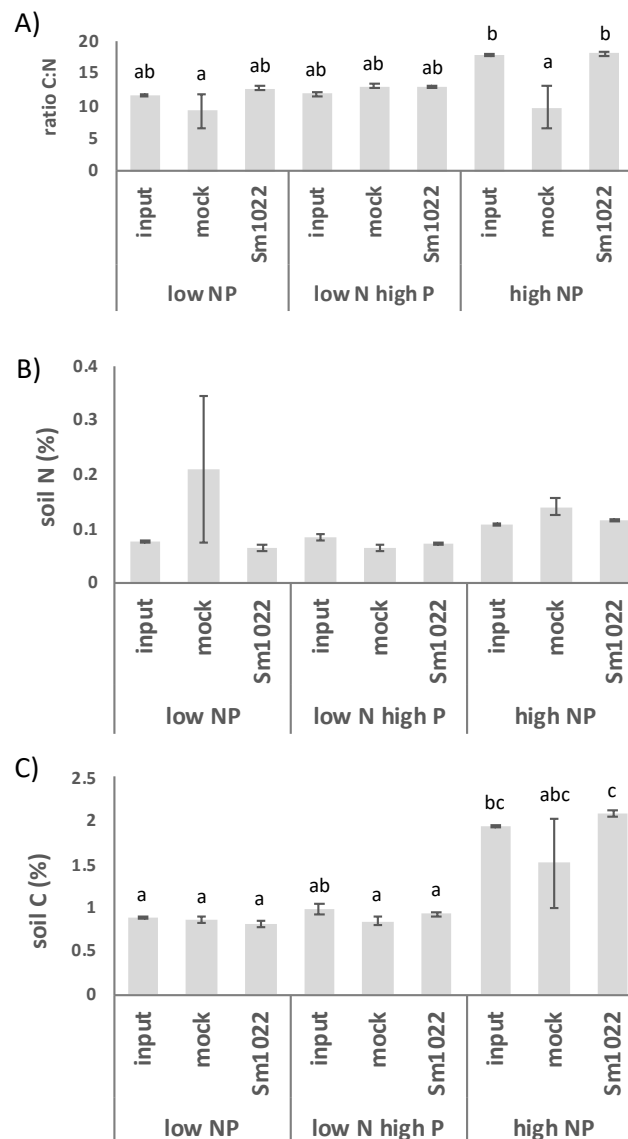 A)
ratio C:N
20
15
10
5
0
ab a ab ab ab ab b a b
input mock Sm1022 input mock Sm1022 input mock Sm1022
low NP low N high P high NP
B)
soil N (%)
0.4
0.3
0.2
0.1
0
input mock Sm1022 input mock Sm1022 input mock Sm1022
low NP low N high P high NP
C)
soil C (%)
2.5
2
1.5
1
0.5
0
a a a ab a a bc abc c
input mock Sm1022 input mock Sm1022 input mock Sm1022
low NP low N high P high NP